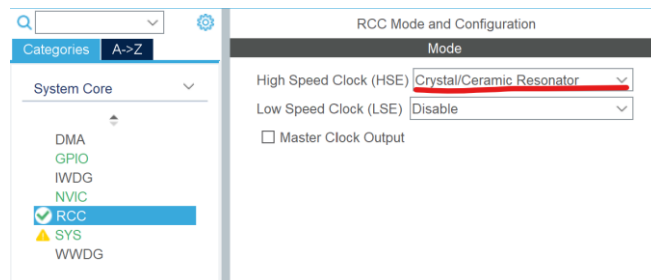 RCC Mode and Configuration
Categories A->Z
Mode
System Core
High Speed Clock (HSE) Crystal/Ceramic Resonator
Low Speed Clock (LSE) Disable
Master Clock Output
DMA
GPIO
IWDG
NVIC
RCC
SYS
WWDG